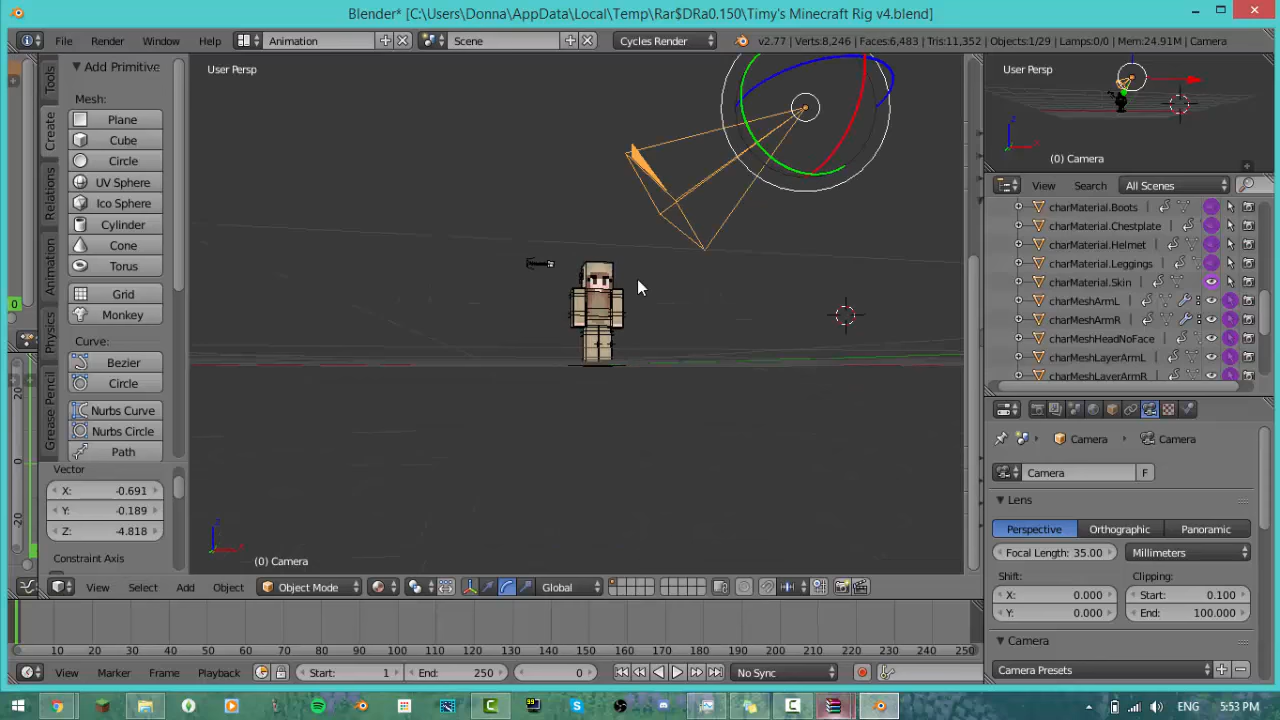 Blender* [C:\Users\Donna\AppData\Local\Temp\Rar$DRa0.150\Timy's Minecraft Rig v4.blend]
File Render Window Help Animation Scene Cycles Render v2.77 | Verts:8,246 | Faces:6,483 | Tris:11,352 | Objects:1/29 | Lamps:0/0 | Mem:24.91M | Camera
Tools
Create
Relations
Animation
Physics
Grease Pencil
Add Primitive
Mesh:
Plane
Cube
Circle
UV Sphere
Ico Sphere
Cylinder
Cone
Torus
Grid
Monkey
Curve:
Bezier
Circle
Nurbs Curve
Nurbs Circle
Path
Vector
X: -0.691
Y: -0.189
Z: -4.818
Constraint Axis
0
20
0
-20
User Persp
(0) Camera
View Select Add Object Object Mode Global
10 20 30 40 50 60 70 80 90 100 110 120 130 140 150 160 170 180 190 200 210 220 230 240 250
View Marker Frame Playback Start: 1 End: 250 0 No Sync
User Persp
(0) Camera
View Search All Scenes
charMaterial.Boots
charMaterial.Chestplate
charMaterial.Helmet
charMaterial.Leggings
charMaterial.Skin
charMeshArmL
charMeshArmR
charMeshHeadNoFace
charMeshLayerArmL
charMeshLayerArmR
Camera Camera
Camera F
Lens
Perspective Orthographic Panoramic
Focal Length: 35.00 Millimeters
Shift: Clipping:
X: 0.000 Start: 0.100
Y: 0.000 End: 100.000
Camera
Camera Presets
ENG 5:53 PM